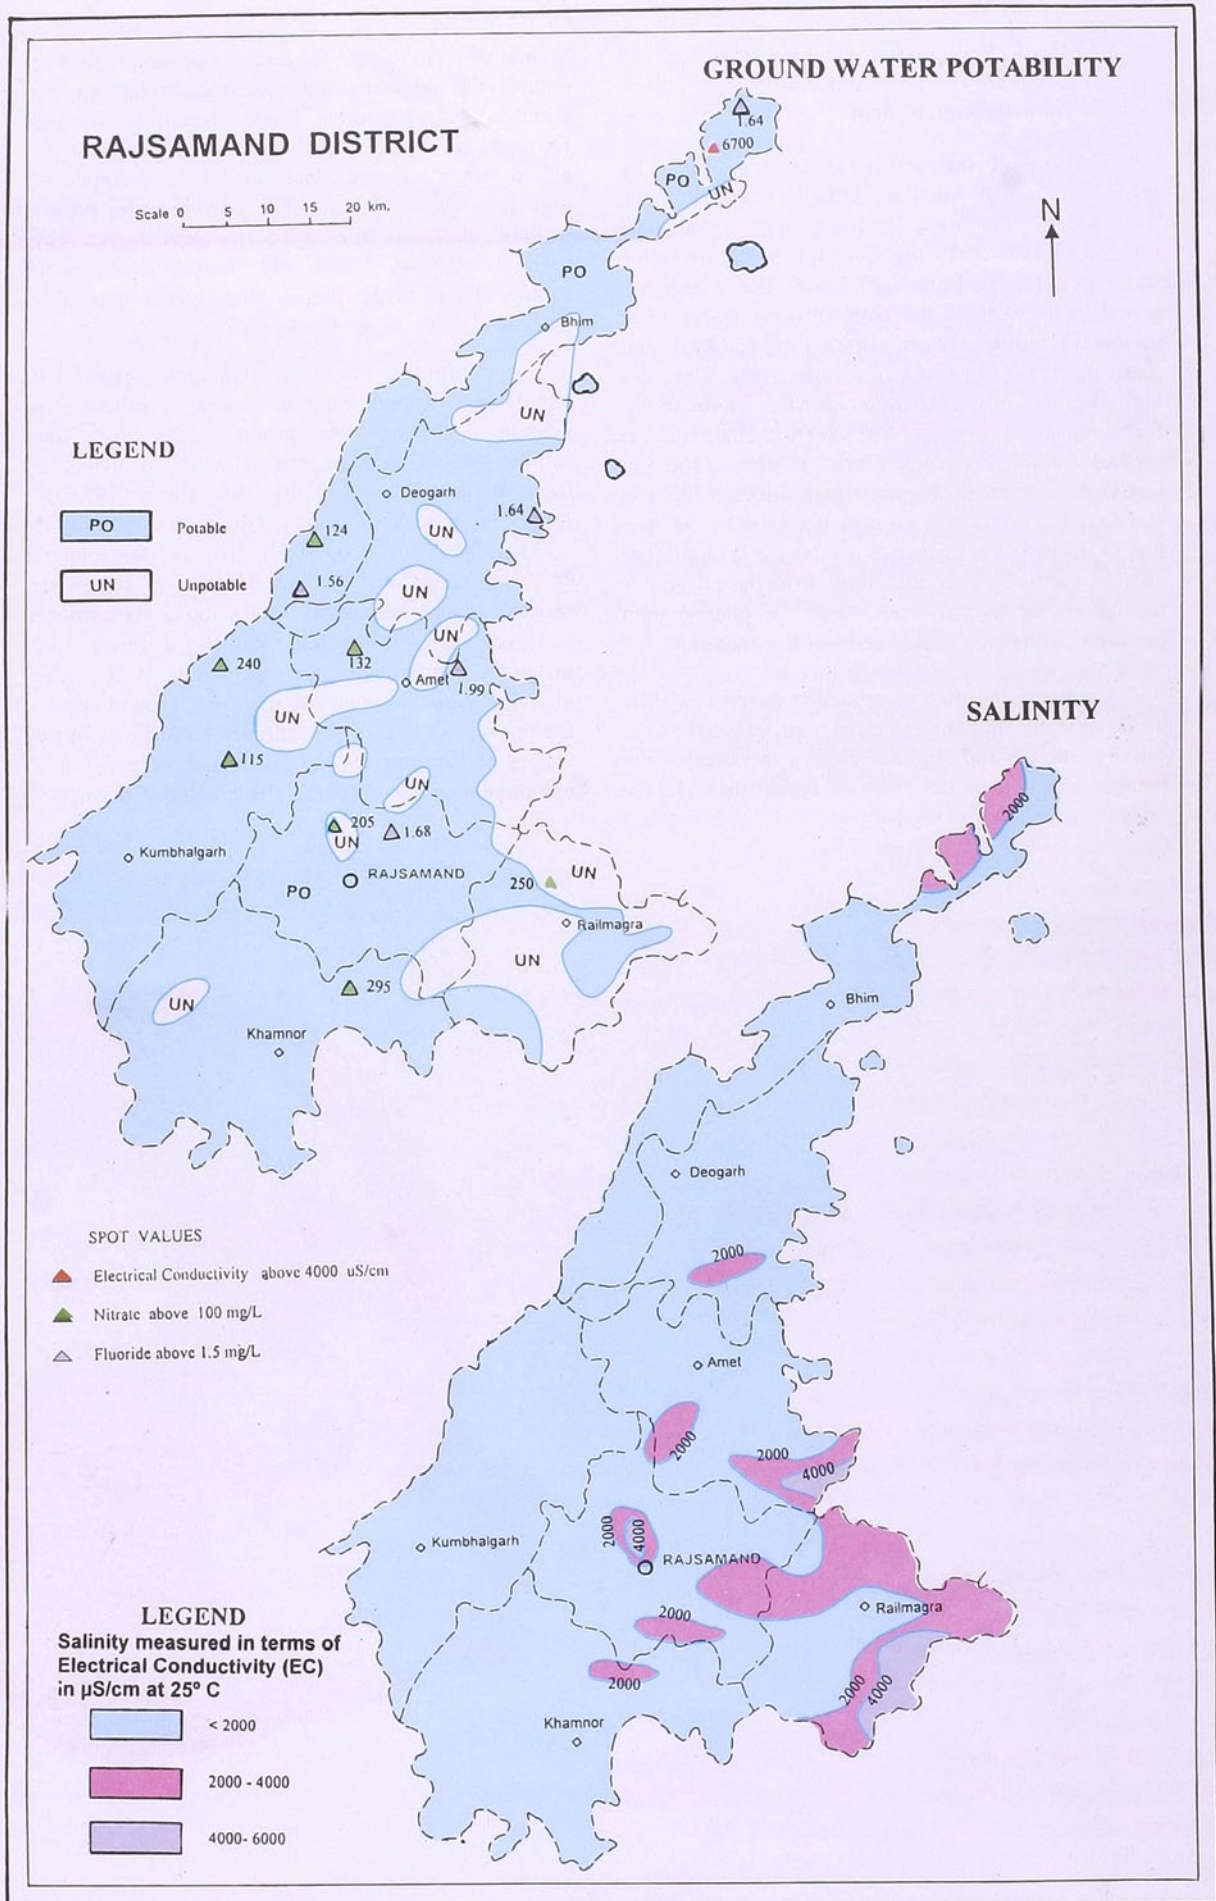 GROUND WATER POTABILITY
RAJSAMAND DISTRICT
Scale 0 5 10 15 20 km.
N
1.64
6700
PO
UN
PO
Bhim
UN
LEGEND
PO Potable
UN Unpotable
Deogarh
1.64
UN
124
1.56
UN
UN
240
132
Amet
1.99
UN
115
UN
205
UN
1.68
Kumbhalgarh
RAJSAMAND
PO
250
UN
Railmagra
UN
295
UN
Khamnor
SPOT VALUES
Electrical Conductivity above 4000 uS/cm
Nitrate above 100 mg/L
Fluoride above 1.5 mg/L
SALINITY
2000
Bhim
Deogarh
2000
Amet
2000
2000
4000
2000
4000
Kumbhalgarh
RAJSAMAND
Railmagra
2000
2000
2000
4000
Khamnor
LEGEND
Salinity measured in terms of
Electrical Conductivity (EC)
in µS/cm at 25º C
< 2000
2000 - 4000
4000- 6000